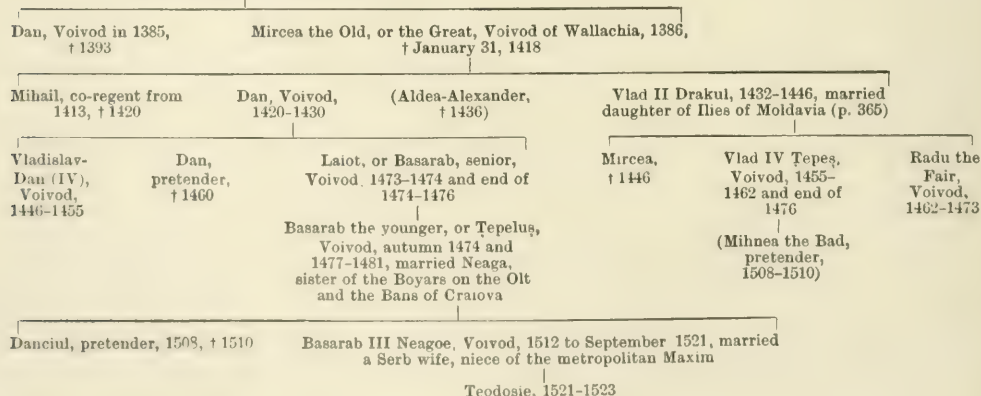 Dan, Voivod in 1385,
† 1393
Mircea the Old, or the Great, Voivod of Wallachia, 1386,
† January 31, 1418
Mihail, co-regent from
1413, † 1420
Dan, Voivod,
1420-1430
(Aldea-Alexander,
† 1436)
Vlad II Drakul, 1432-1446, married
daughter of Ilies of Moldavia (p. 365)
Vladislav-
Dan (IV),
Voivod,
1446-1455
Dan,
pretender,
† 1460
Laiot, or Basarab, senior,
Voivod, 1473-1474 and end of
1474-1476
Mircea,
† 1446
Vlad IV Tepeş,
Voivod, 1455-
1462 and end of
1476
Radu the
Fair,
Voivod,
1462-1473
Basarab the younger, or Ţepeluş,
Voivod, autumn 1474 and
1477-1481, married Neaga,
sister of the Boyars on the Olt
and the Bans of Craiova
(Mihnea the Bad,
pretender,
1508-1510)
Danciul, pretender, 1508, † 1510
Basarab III Neagoe, Voivod, 1512 to September 1521, married
a Serb wife, niece of the metropolitan Maxim
Teodosie, 1521-1523